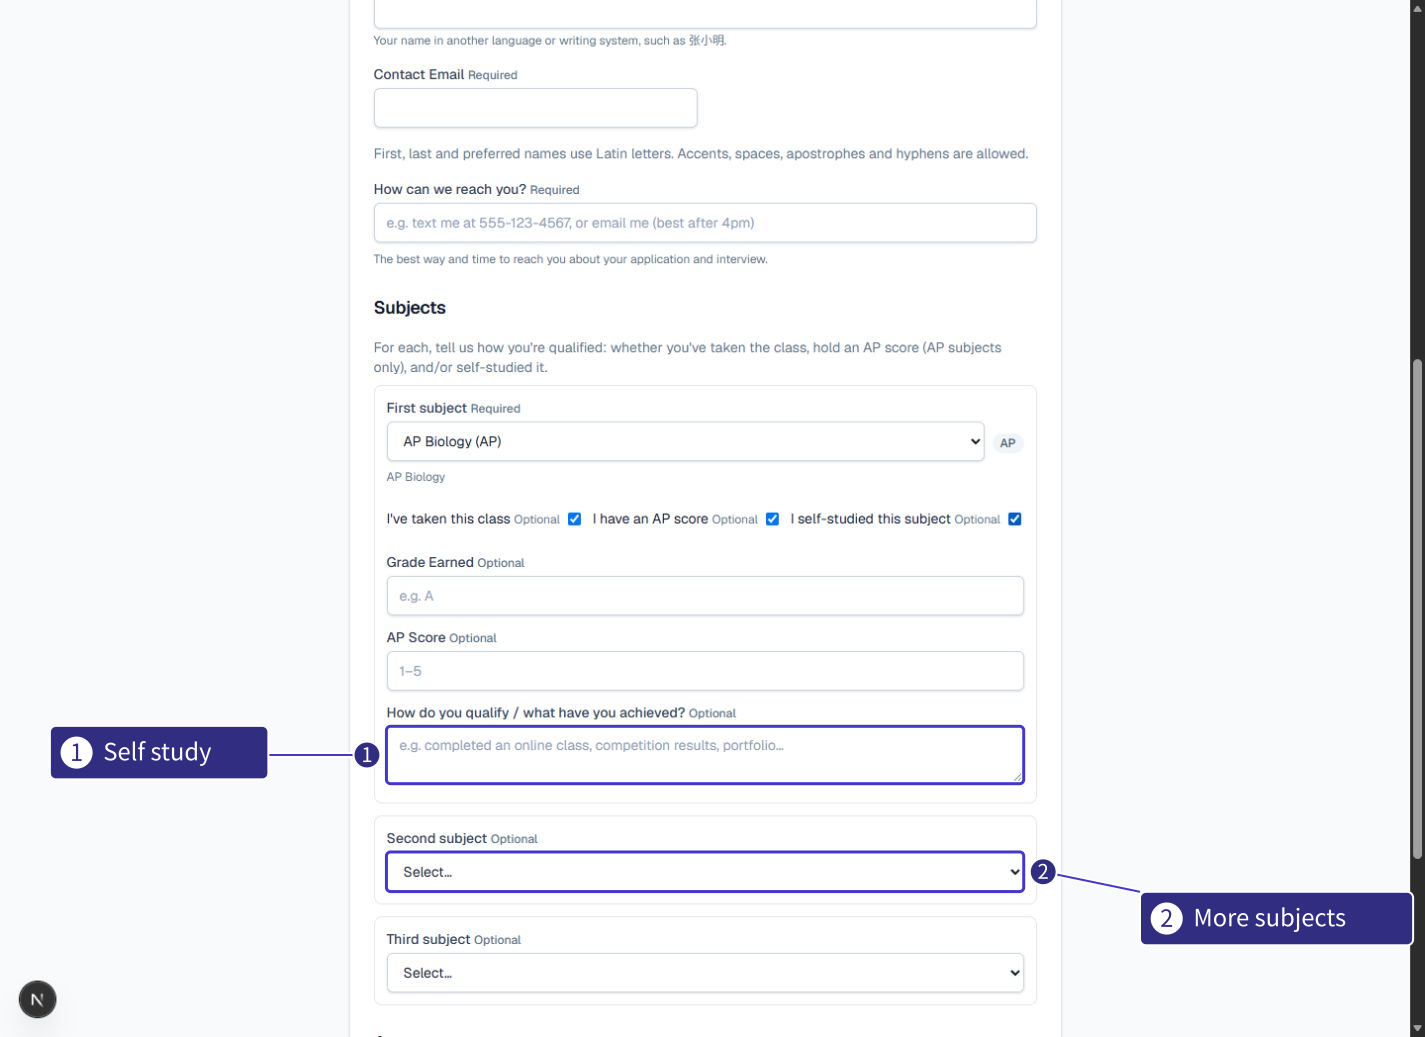 Your name in another language or writing system, such as 张小明.
Contact Email Required
First, last and preferred names use Latin letters. Accents, spaces, apostrophes and hyphens are allowed.
How can we reach you? Required
e.g. text me at 555-123-4567, or email me (best after 4pm)
The best way and time to reach you about your application and interview.
Subjects
For each, tell us how you're qualified: whether you've taken the class, hold an AP score (AP subjects
only), and/or self-studied it.
First subject Required
AP Biology (AP)
AP
AP Biology
I've taken this class Optional I have an AP score Optional I self-studied this subject Optional
Grade Earned Optional
e.g. A
AP Score Optional
1–5
How do you qualify / what have you achieved? Optional
1 Self study
1
e.g. completed an online class, competition results, portfolio...
Second subject Optional
Select...
2
2 More subjects
Third subject Optional
Select...
N